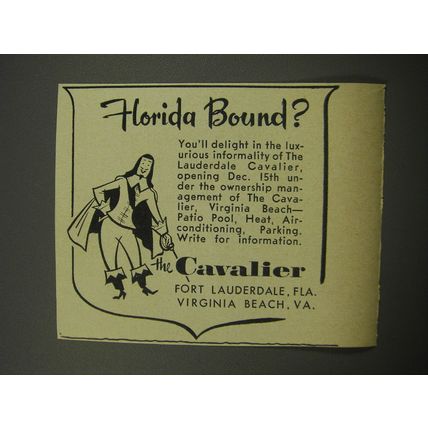 Florida Bound?
You'll delight in the lux-
urious informality of The
Lauderdale Cavalier,
opening Dec. 15th un-
der the ownership man-
agement of The Cava-
lier, Virginia Beach—
Patio Pool, Heat, Air-
conditioning, Parking.
Write for information.
the Cavalier
FORT LAUDERDALE, FLA.
VIRGINIA BEACH, VA.